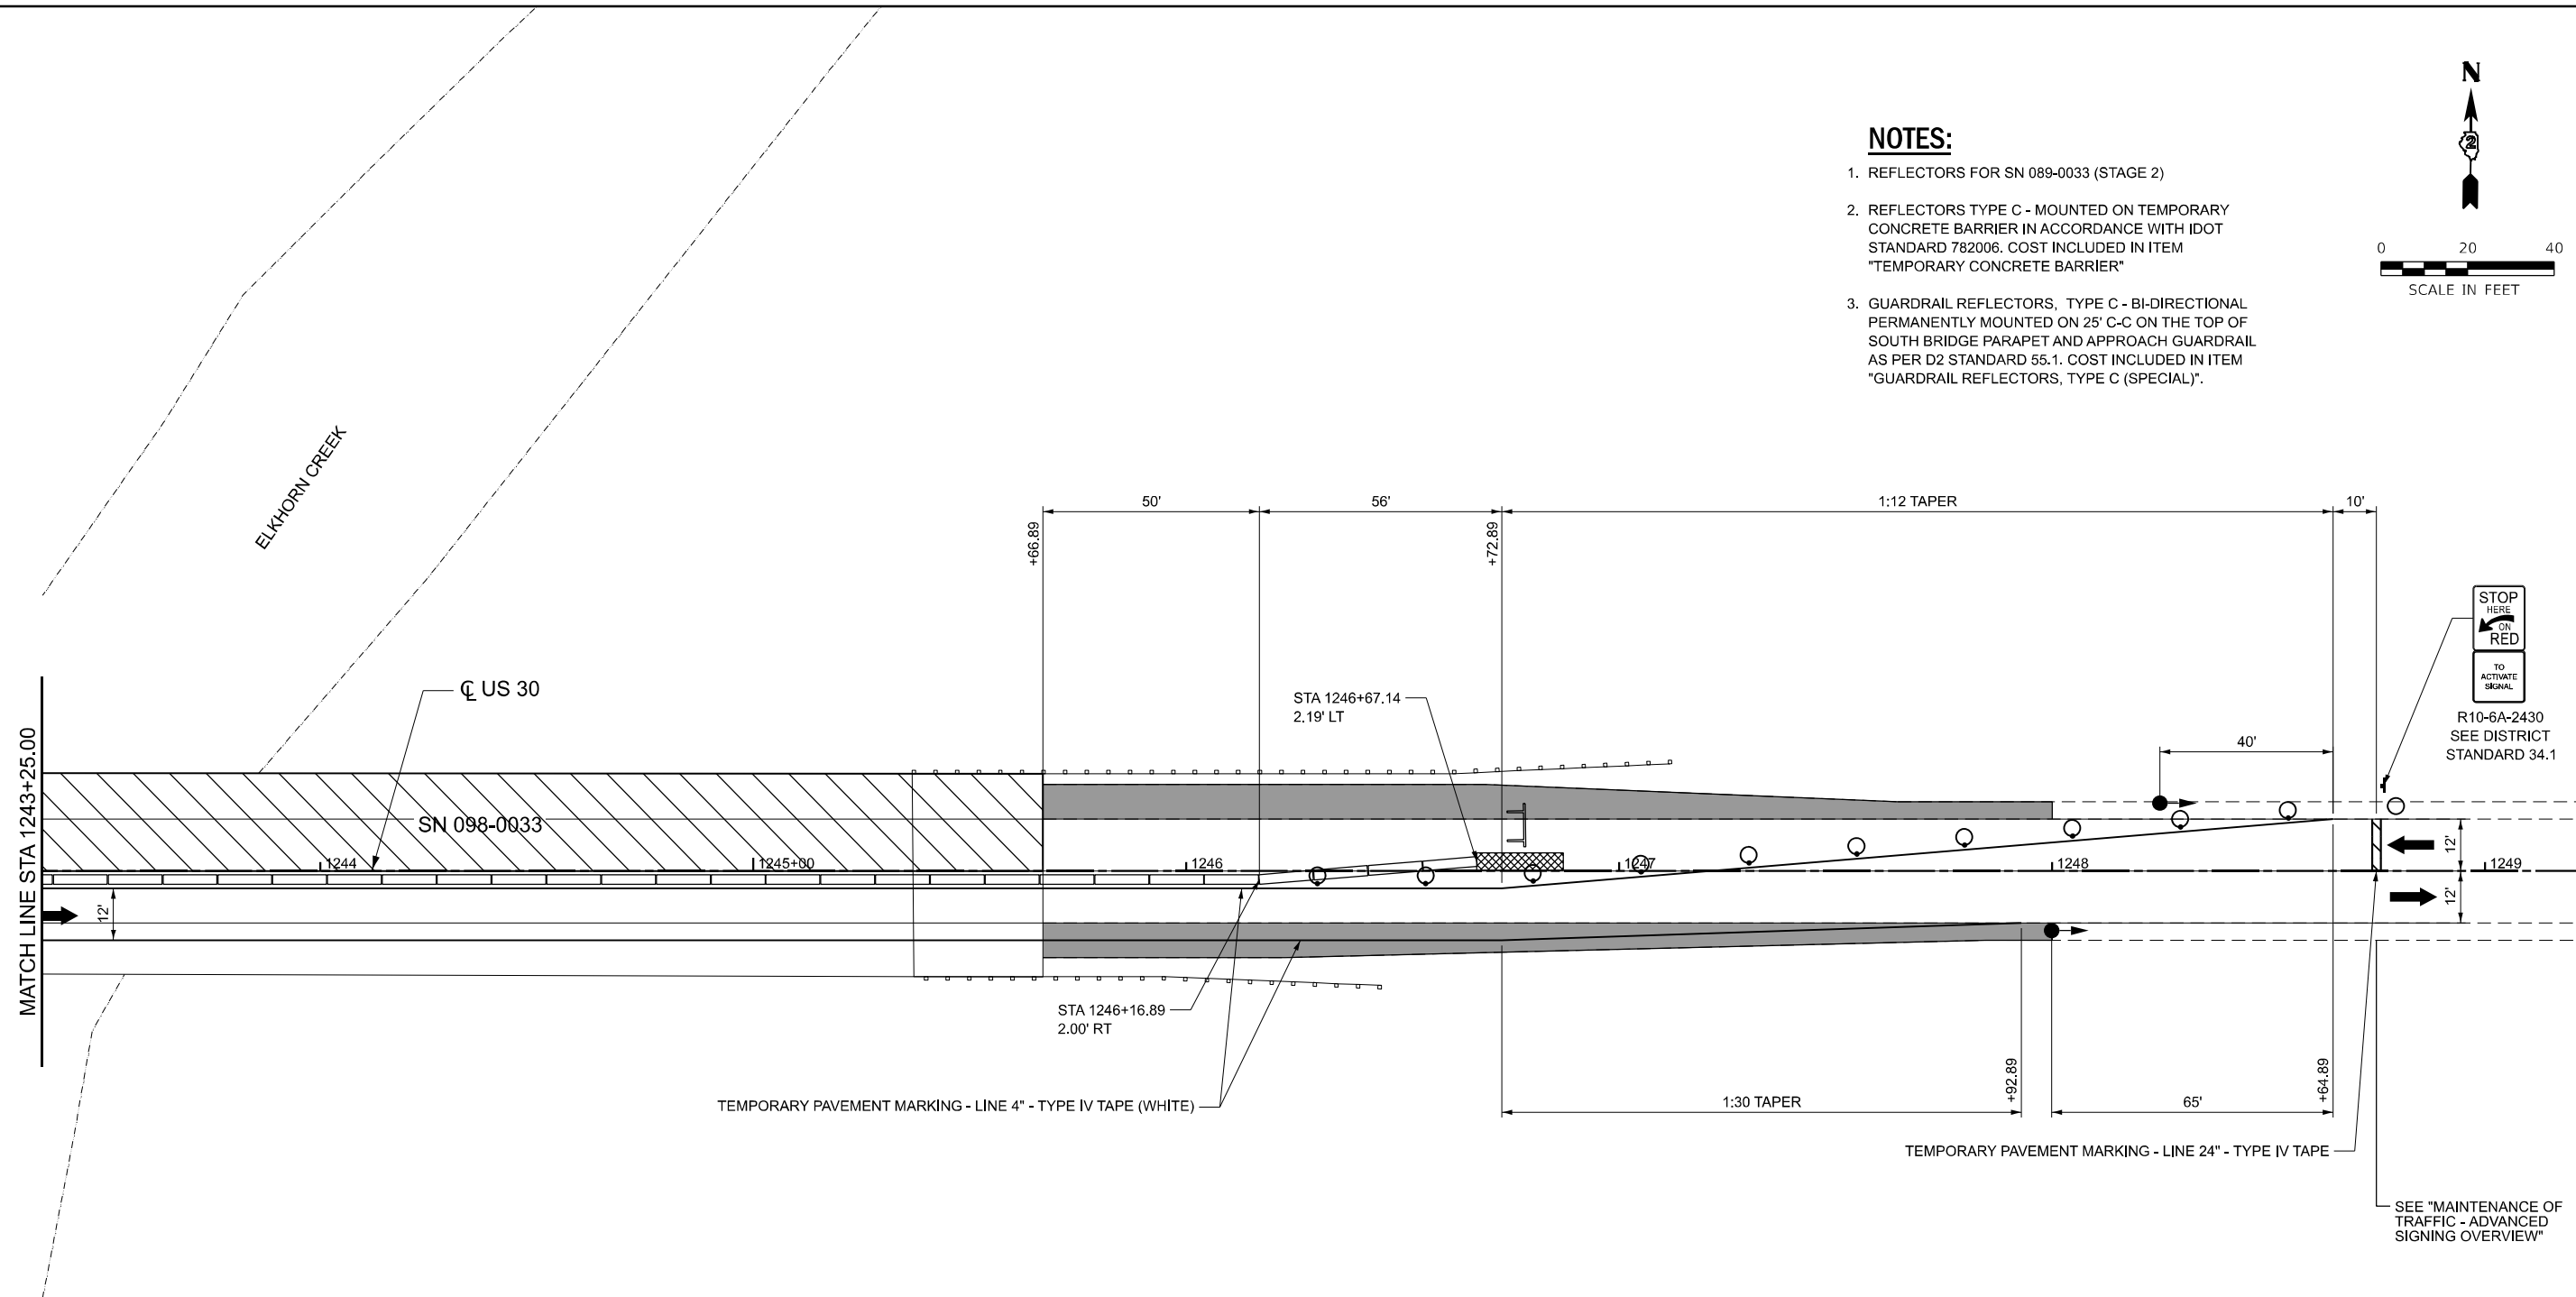 N
2
NOTES:
1. REFLECTORS FOR SN 089-0033 (STAGE 2)
2. REFLECTORS TYPE C - MOUNTED ON TEMPORARY
CONCRETE BARRIER IN ACCORDANCE WITH IDOT
STANDARD 782006. COST INCLUDED IN ITEM
"TEMPORARY CONCRETE BARRIER"
3. GUARDRAIL REFLECTORS, TYPE C - BI-DIRECTIONAL
PERMANENTLY MOUNTED ON 25' C-C ON THE TOP OF
SOUTH BRIDGE PARAPET AND APPROACH GUARDRAIL
AS PER D2 STANDARD 55.1. COST INCLUDED IN ITEM
"GUARDRAIL REFLECTORS, TYPE C (SPECIAL)".
0 20 40
SCALE IN FEET
ELKHORN CREEK
50' 56' 1:12 TAPER 10'
+66.89
+72.89
STOP
HERE
ON
RED
TO
ACTIVATE
SIGNAL
R10-6A-2430
SEE DISTRICT
STANDARD 34.1
℄ US 30
STA 1246+67.14
2.19' LT
40'
MATCH LINE STA 1243+25.00
SN 098-0033
1244 1245+00 1246 1247 1248 1249
12'
12'
12'
STA 1246+16.89
2.00' RT
+92.89
+64.89
TEMPORARY PAVEMENT MARKING - LINE 4" - TYPE IV TAPE (WHITE)
1:30 TAPER 65'
TEMPORARY PAVEMENT MARKING - LINE 24" - TYPE IV TAPE
SEE "MAINTENANCE OF
TRAFFIC - ADVANCED
SIGNING OVERVIEW"